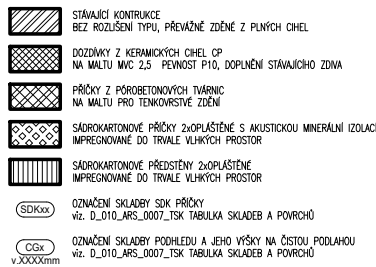 STÁVAJÍCÍ KONTRUKCE
BEZ ROZLIŠENÍ TYPU, PŘEVÁŽNĚ ZDĚNÉ Z PLNÝCH CIHEL
DOZDÍVKY Z KERAMICKÝCH CIHEL CP
NA MALTU MVC 2,5 PEVNOST P10, DOPLNĚNÍ STÁVAJÍCÍHO ZDIVA
PŘÍČKY Z PÓROBETONOVÝCH TVÁRNIC
NA MALTU PRO TENKOVRSTVÉ ZDĚNÍ
SÁDROKARTONOVÉ PŘÍČKY 2xOPLÁŠTĚNÉ S AKUSTICKOU MINERÁLNÍ IZOLACÍ
IMPREGNOVANÉ DO TRVALE VLHKÝCH PROSTOR
SÁDROKARTONOVÉ PŘEDSTĚNY 2xOPLÁŠTĚNÉ
IMPREGNOVANÉ DO TRVALE VLHKÝCH PROSTOR
SDKxx
OZNAČENÍ SKLADBY SDK PŘÍČKY
viz. D_010_ARS_0007_TSK TABULKA SKLADEB A POVRCHŮ
CGx
v.XXXXmm
OZNAČENÍ SKLADBY PODHLEDU A JEHO VÝŠKY NA ČISTOU PODLAHOU
viz. D_010_ARS_0007_TSK TABULKA SKLADEB A POVRCHŮ